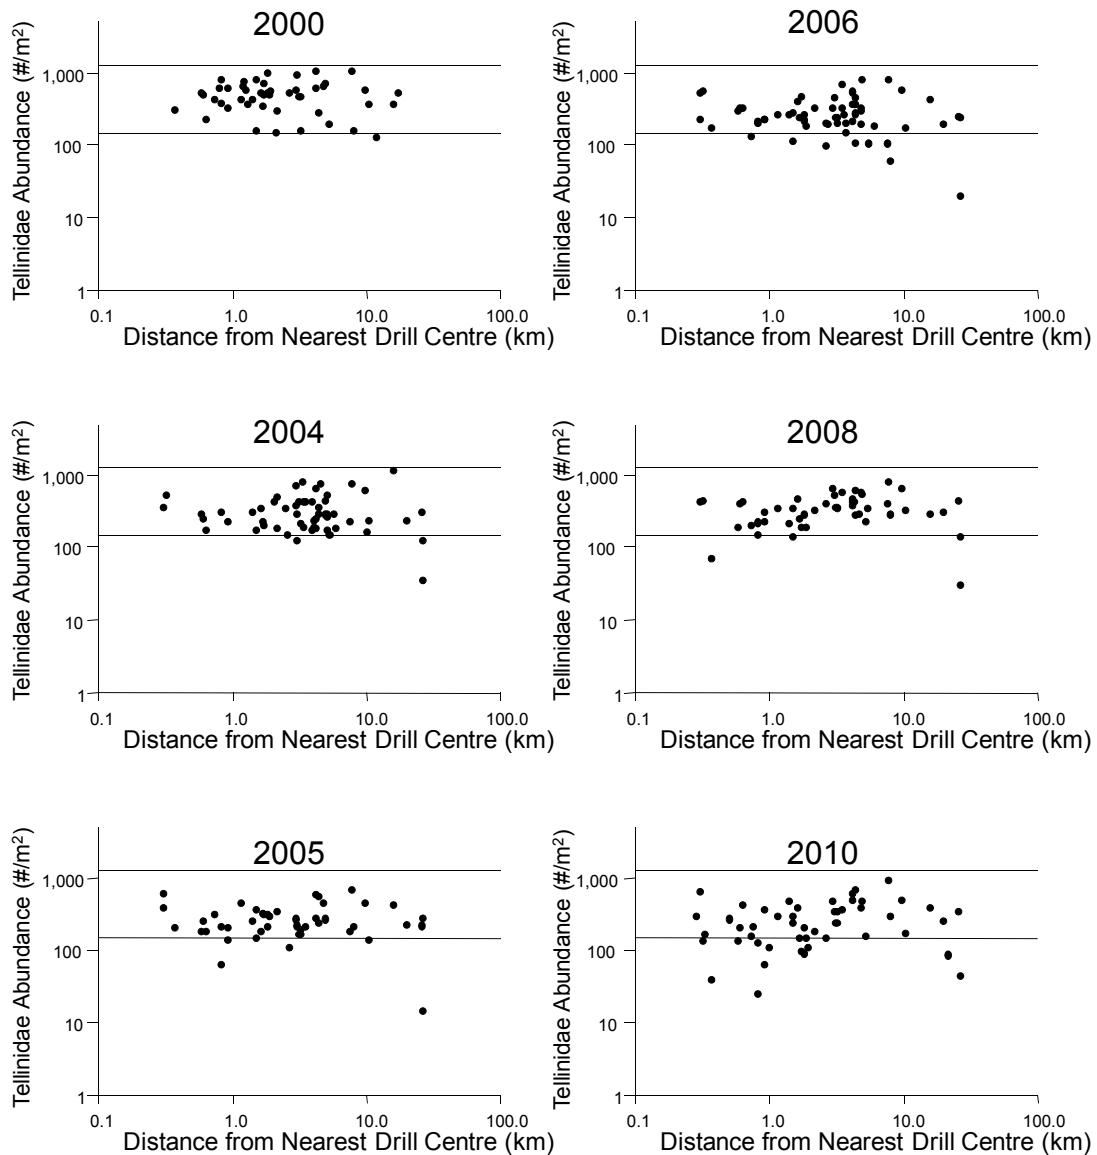 2000
Tellinidae Abundance (#/m²)
1,000
100
10
1
0.1 1.0 10.0 100.0
Distance from Nearest Drill Centre (km)
2006
Tellinidae Abundance (#/m²)
1,000
100
10
1
0.1 1.0 10.0 100.0
Distance from Nearest Drill Centre (km)
2004
Tellinidae Abundance (#/m²)
1,000
100
10
1
0.1 1.0 10.0 100.0
Distance from Nearest Drill Centre (km)
2008
Tellinidae Abundance (#/m²)
1,000
100
10
1
0.1 1.0 10.0 100.0
Distance from Nearest Drill Centre (km)
2005
Tellinidae Abundance (#/m²)
1,000
100
10
1
0.1 1.0 10.0 100.0
Distance from Nearest Drill Centre (km)
2010
Tellinidae Abundance (#/m²)
1,000
100
10
1
0.1 1.0 10.0 100.0
Distance from Nearest Drill Centre (km)